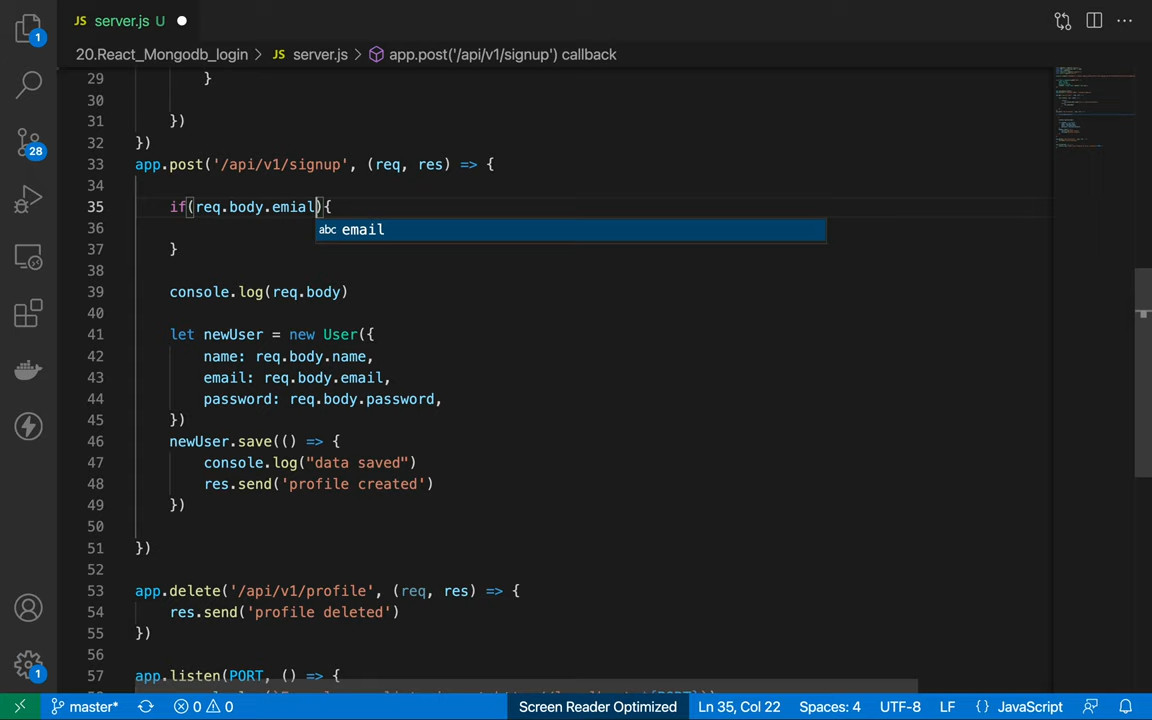 JS server.js U
20.React_Mongodb_login > JS server.js > app.post('/api/v1/signup') callback
29 }
30
31 })
32 })
33 app.post('/api/v1/signup', (req, res) => {
34
35 if(req.body.emial){
36 abc email
37 }
38
39 console.log(req.body)
40
41 let newUser = new User({
42 name: req.body.name,
43 email: req.body.email,
44 password: req.body.password,
45 })
46 newUser.save(() => {
47 console.log("data saved")
48 res.send('profile created')
49 })
50
51 })
52
53 app.delete('/api/v1/profile', (req, res) => {
54 res.send('profile deleted')
55 })
56
57 app.listen(PORT, () => {
1
28
1
master* 0 0 Screen Reader Optimized Ln 35, Col 22 Spaces: 4 UTF-8 LF {} JavaScript